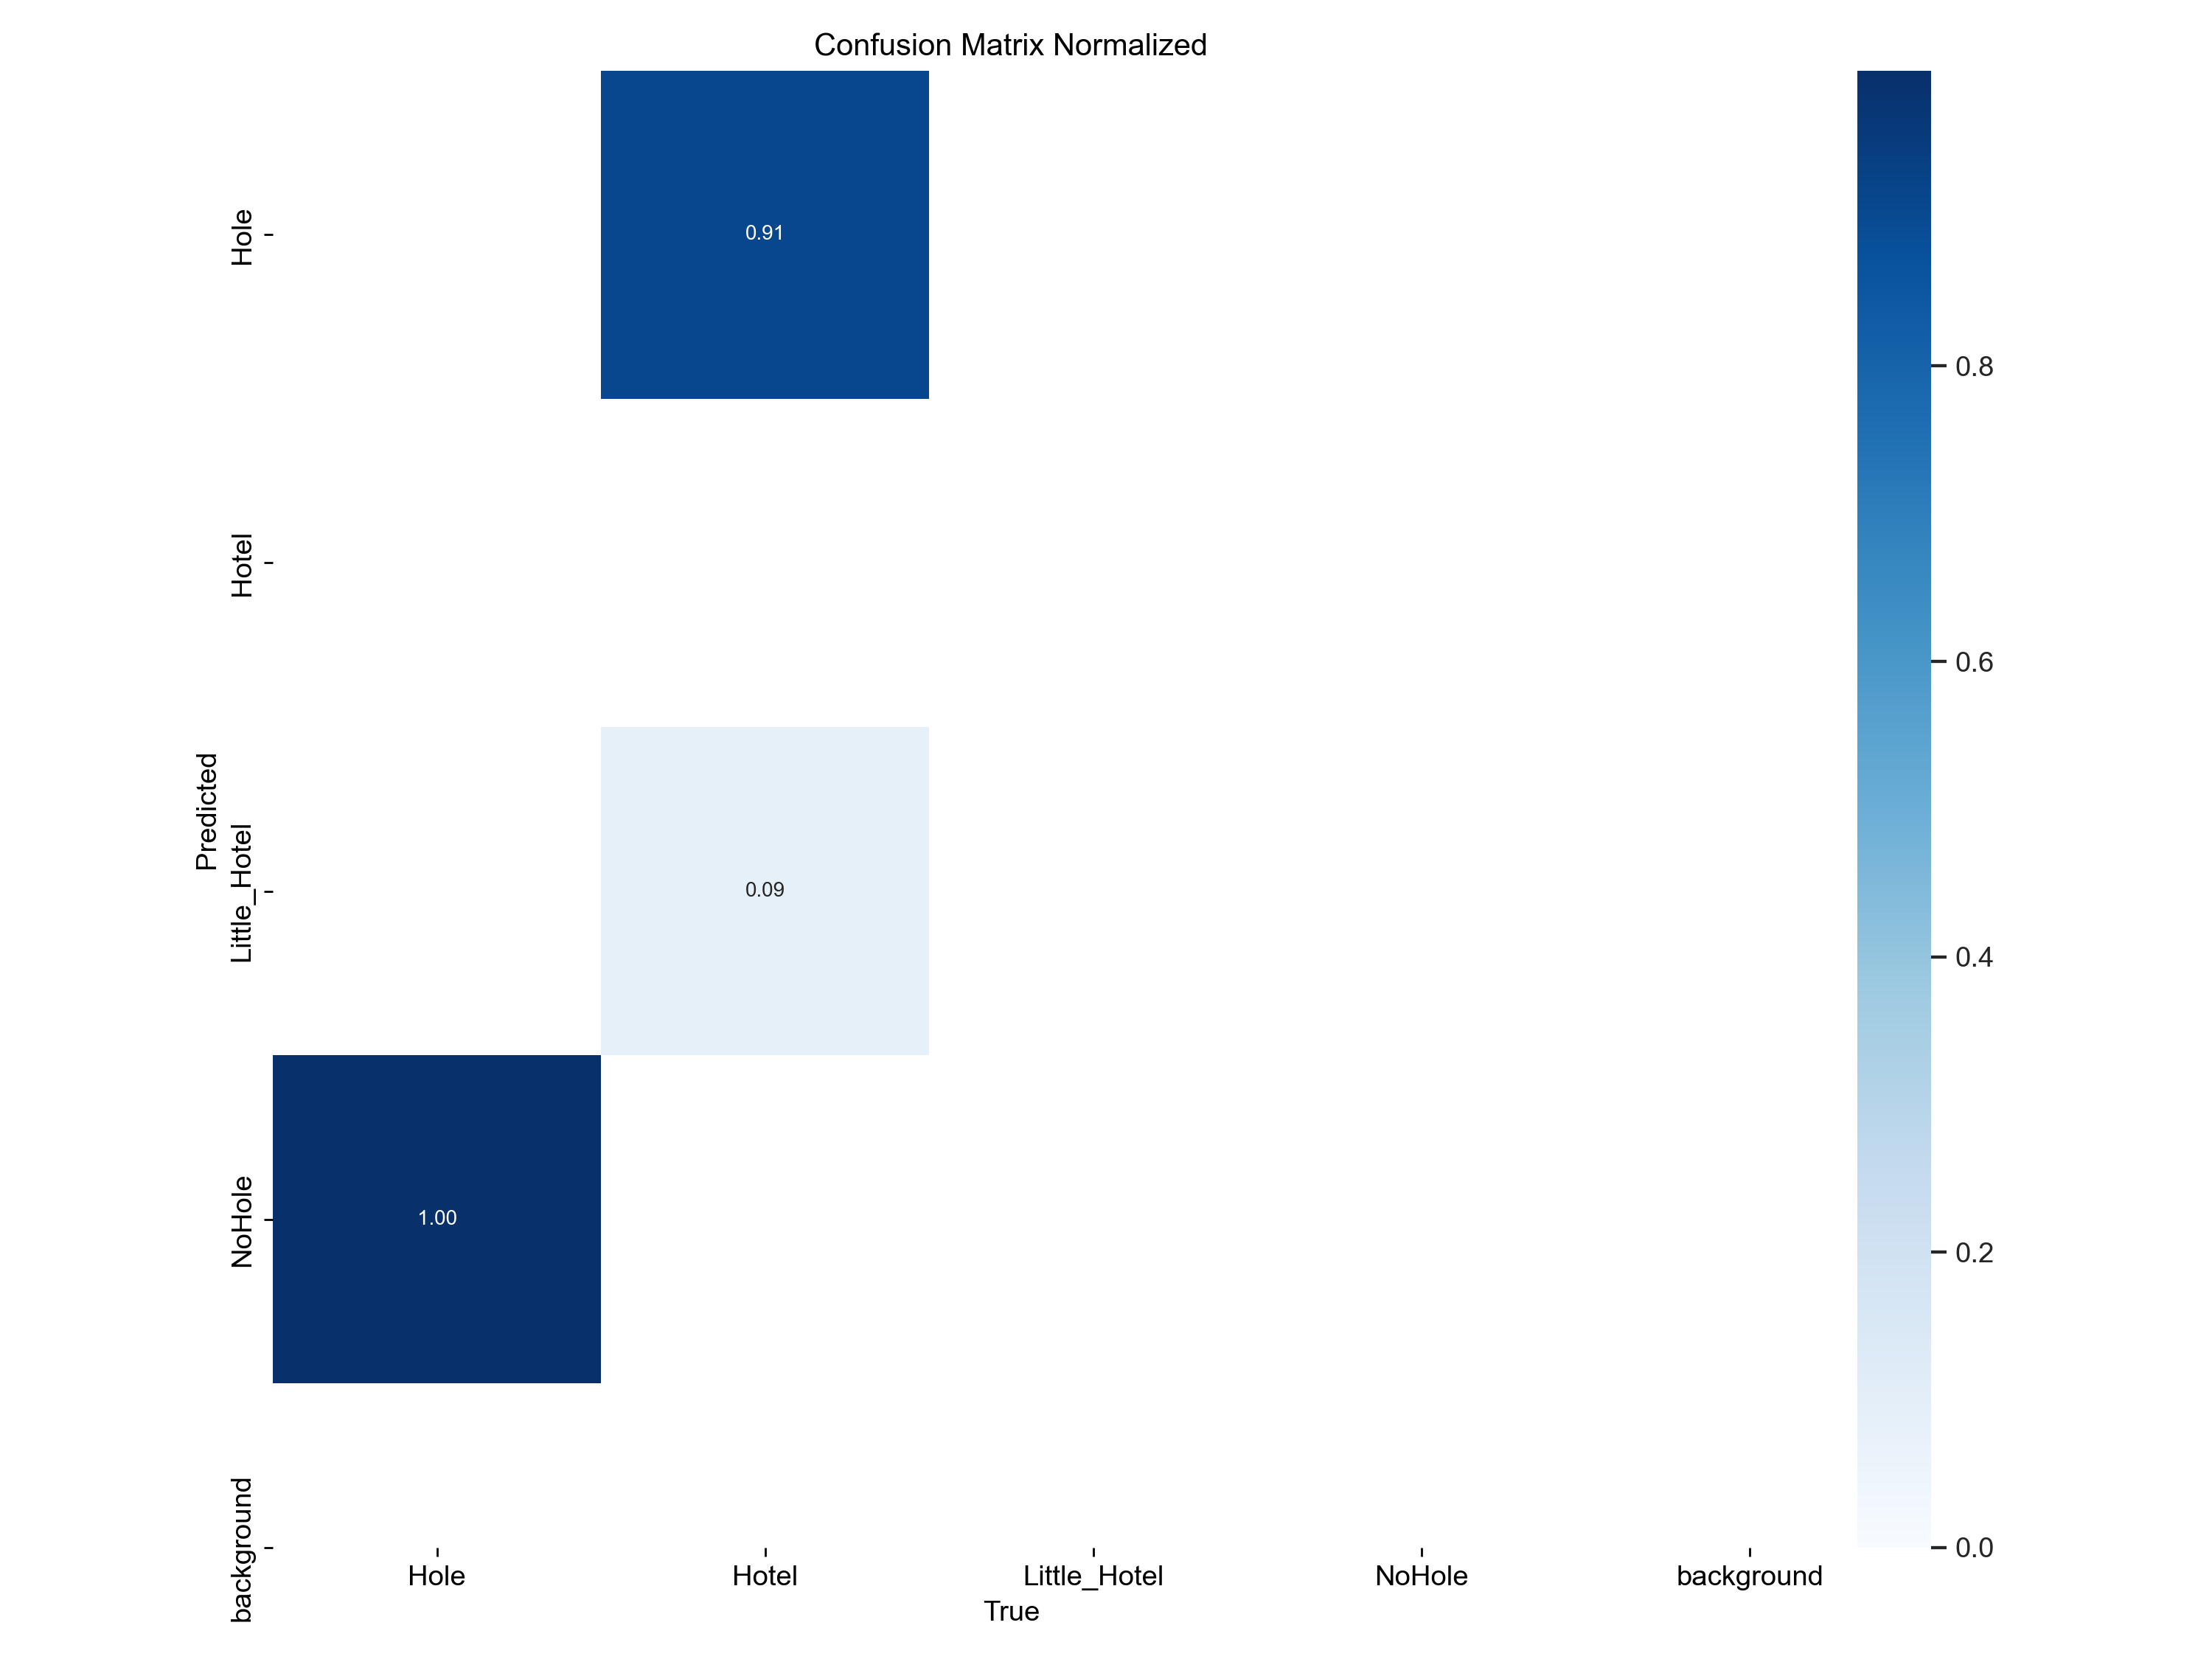 Confusion Matrix Normalized
Predicted
Hole
Hotel
Little_Hotel
NoHole
background
0.91
0.09
1.00
Hole
Hotel
Little_Hotel
NoHole
background
True
0.8
0.6
0.4
0.2
0.0